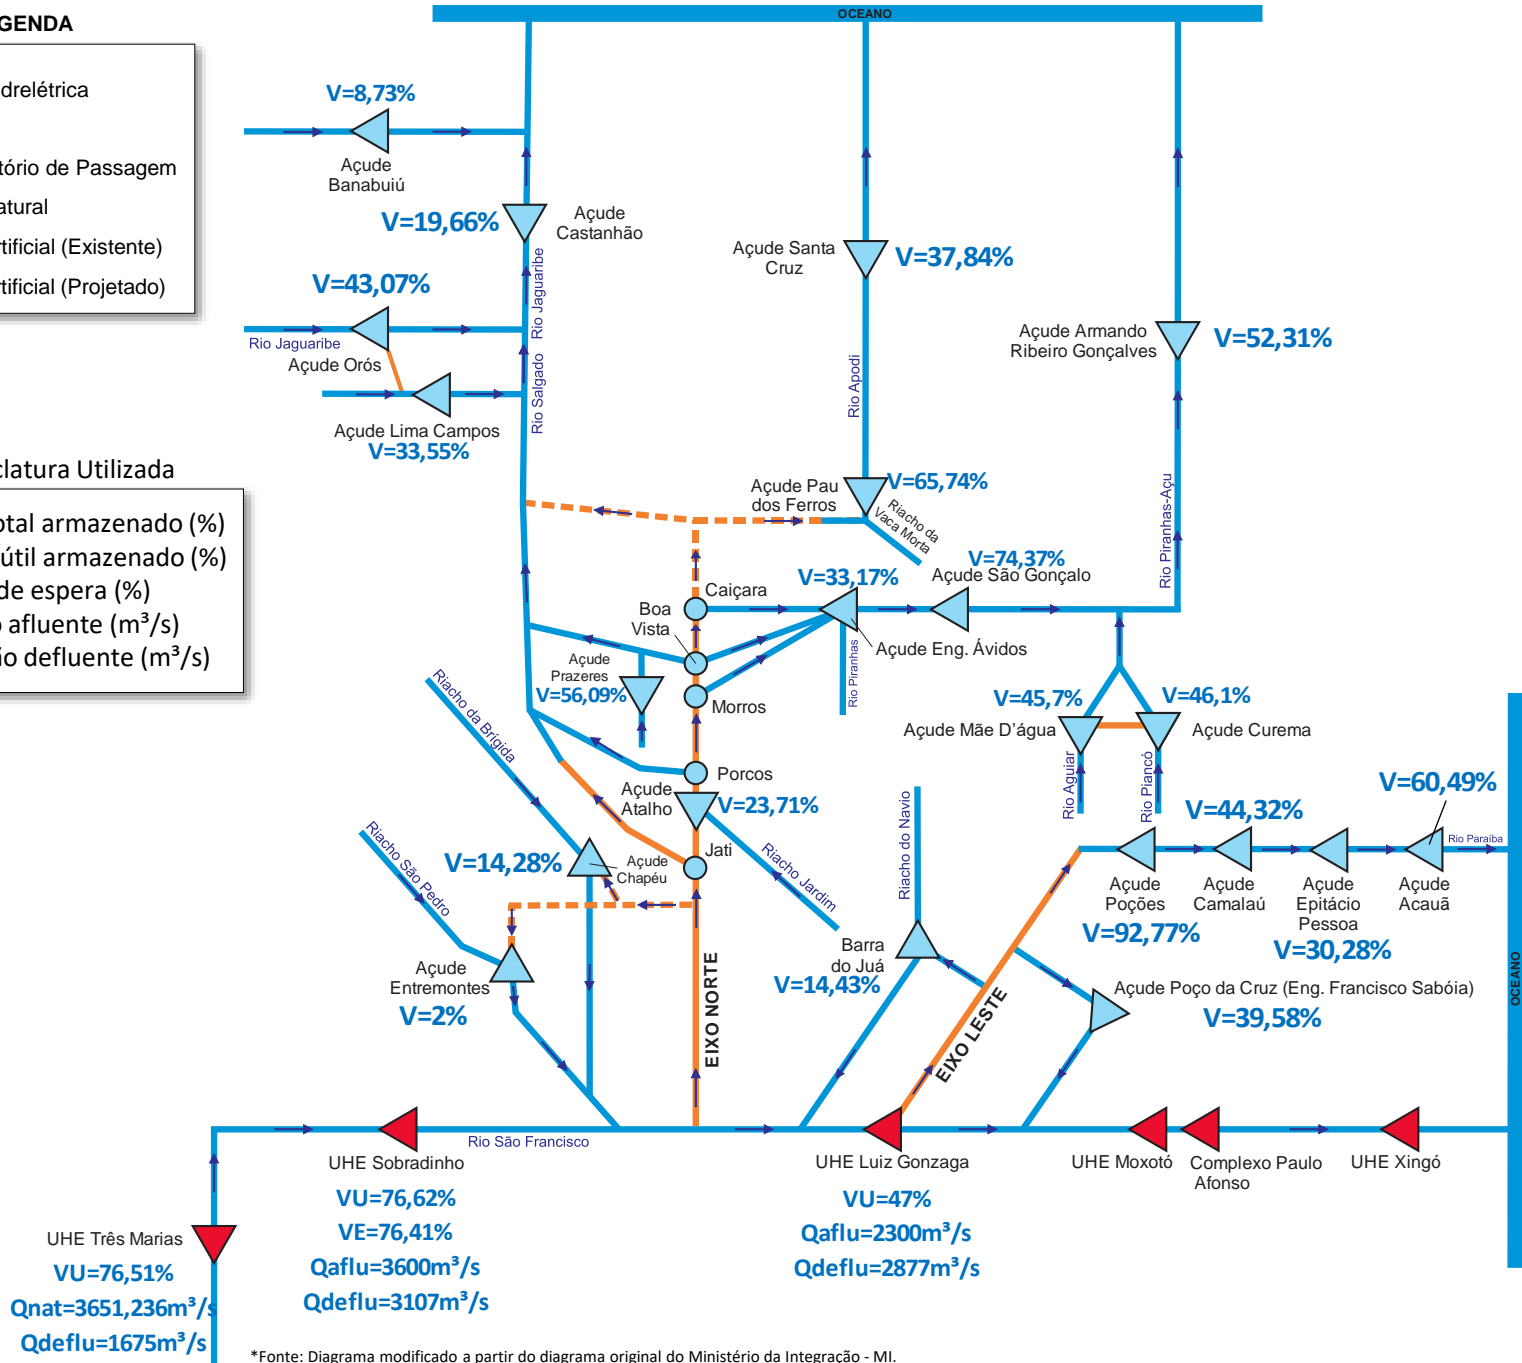 GENDA
drelétrica
tório de Passagem
atural
rtificial (Existente)
rtificial (Projetado)
clatura Utilizada
otal armazenado (%)
útil armazenado (%)
de espera (%)
o afluente (m³/s)
ão defluente (m³/s)
OCEANO
V=8,73%
Açude
Banabuiú
V=19,66%
Açude
Castanhão
V=43,07%
Rio Jaguaribe
Rio Jaguaribe
Açude Orós
Rio Salgado
Açude Lima Campos
V=33,55%
Açude Santa
Cruz
V=37,84%
Rio Apodi
Açude Armando
Ribeiro Gonçalves
V=52,31%
Rio Piranhas-Açu
Açude Pau
dos Ferros
V=65,74%
Riacho da
Vaca Morta
V=74,37%
Açude São Gonçalo
V=33,17%
Açude Eng. Ávidos
Rio Piranhas
Caiçara
Boa
Vista
Morros
Açude
Prazeres
V=56,09%
Porcos
Açude
Atalho
V=23,71%
Jati
Riacho Jardim
Riacho da Brígida
Riacho São Pedro
V=14,28%
Açude
Chapéu
Açude
Entremontes
V=2%
EIXO NORTE
V=45,7%
V=46,1%
Açude Mãe D'água
Açude Curema
Rio Aguiar
Rio Piancó
V=60,49%
V=44,32%
Rio Paraíba
Açude
Poções
V=92,77%
Açude
Camalaú
Açude
Epitácio
Pessoa
V=30,28%
Açude
Acauã
Riacho do Navio
Barra
do Juá
V=14,43%
EIXO LESTE
Açude Poço da Cruz (Eng. Francisco Sabóia)
V=39,58%
OCEANO
Rio São Francisco
UHE Sobradinho
VU=76,62%
VE=76,41%
Qaflu=3600m³/s
Qdeflu=3107m³/s
UHE Luiz Gonzaga
VU=47%
Qaflu=2300m³/s
Qdeflu=2877m³/s
UHE Moxotó
Complexo Paulo
Afonso
UHE Xingó
UHE Três Marias
VU=76,51%
Qnat=3651,236m³/s
Qdeflu=1675m³/s
*Fonte: Diagrama modificado a partir do diagrama original do Ministério da Integração - MI.